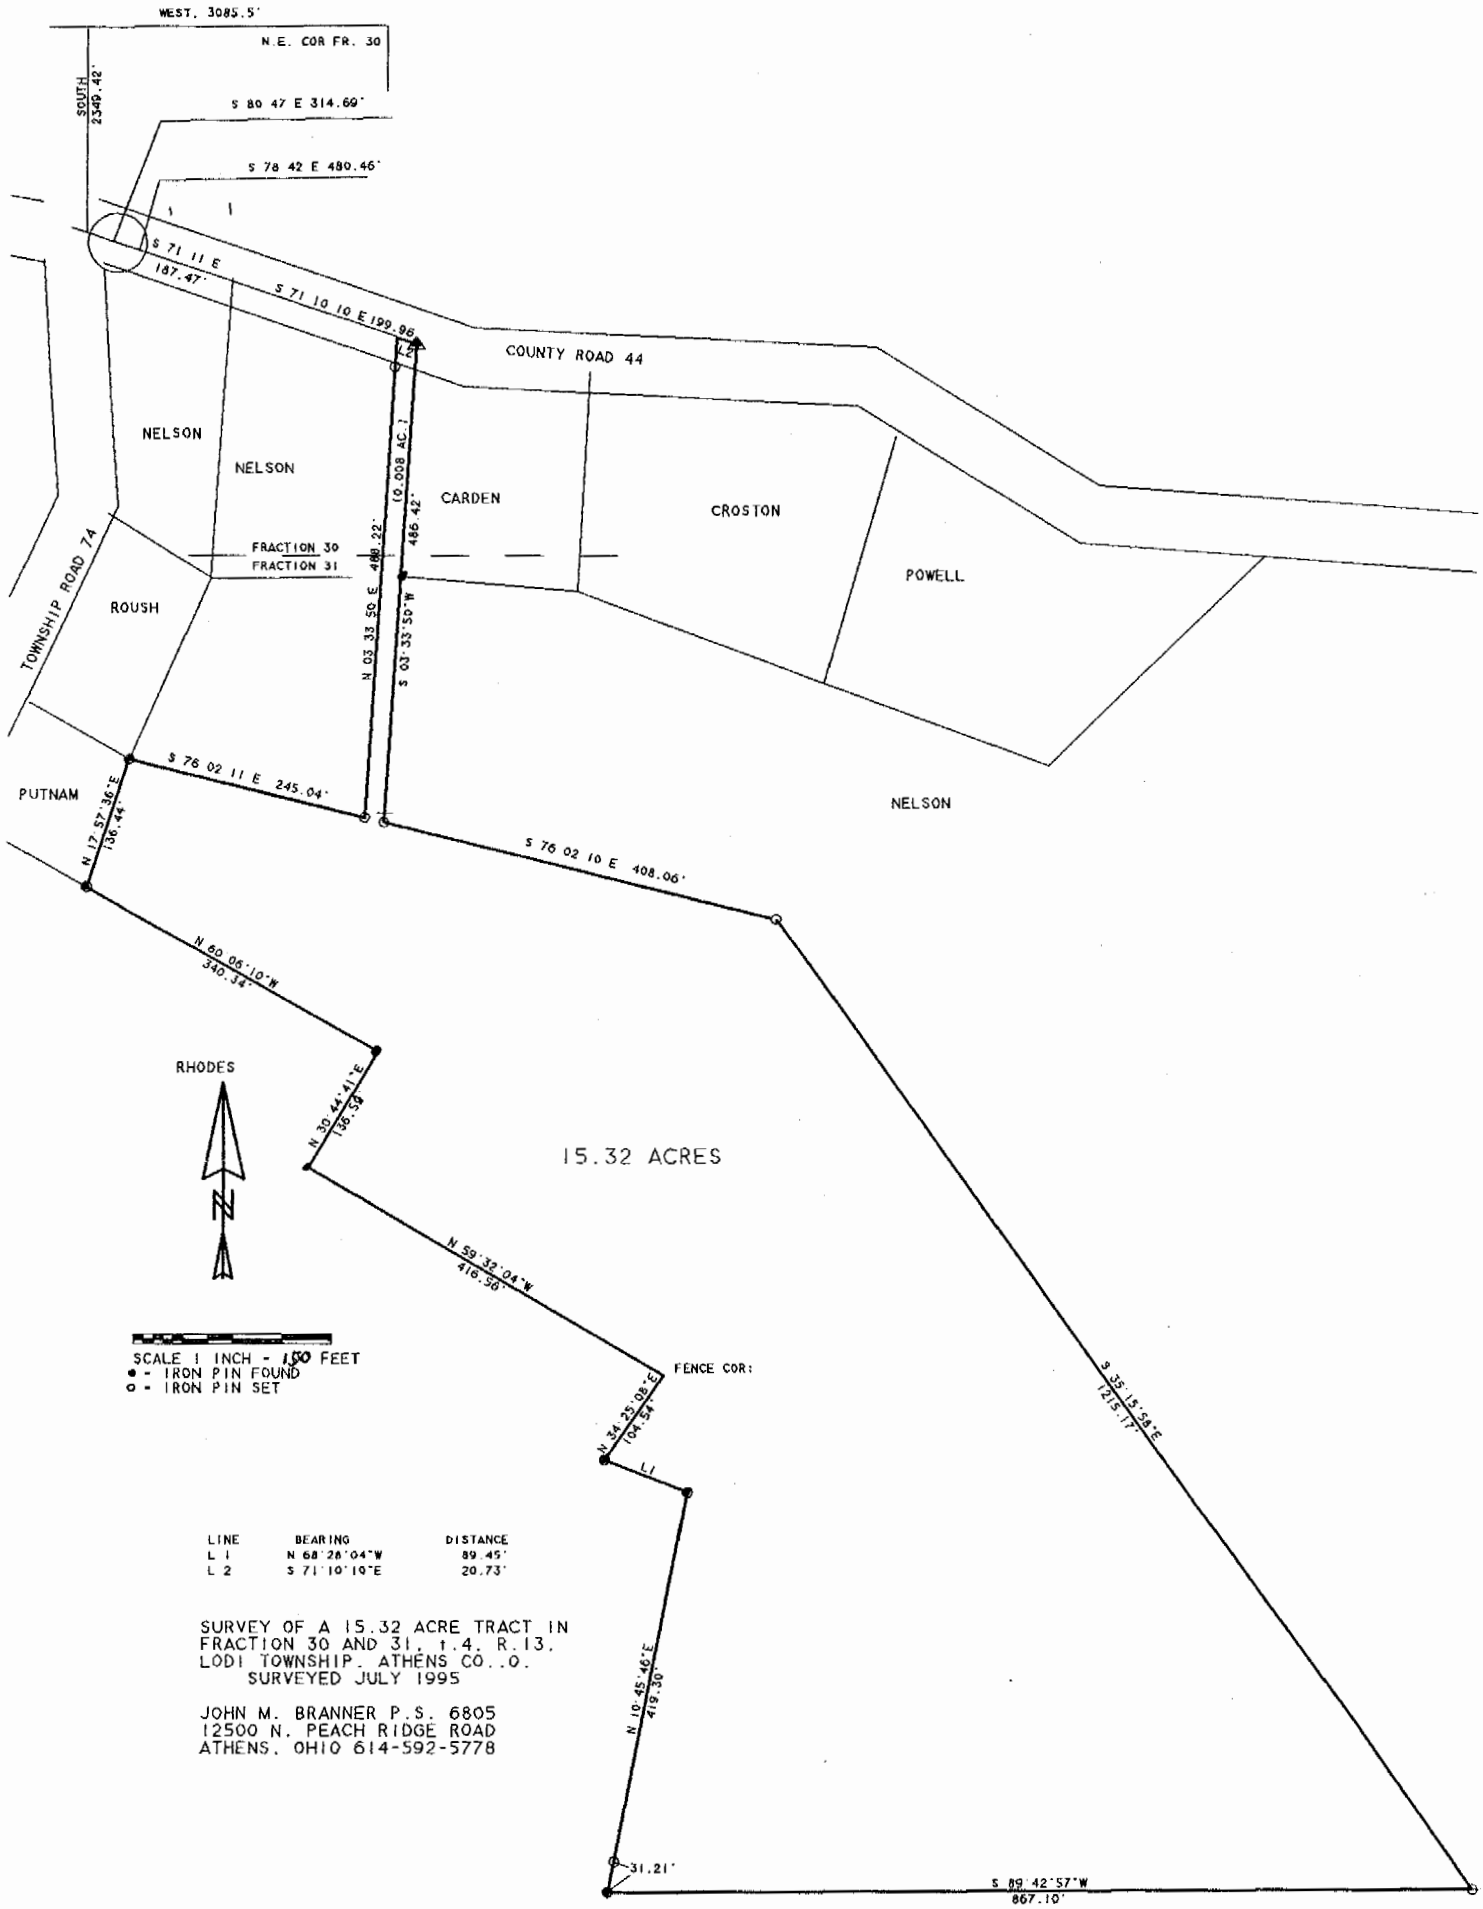 WEST, 3085.5'
N.E. COR FR. 30
SOUTH
2349.42'
S 80 47 E 314.69'
S 78 42 E 480.46'
S 71 11 E
187.47'
S 71 10 10 E 199.96
L2
COUNTY ROAD 44
NELSON
NELSON
(0.008 AC.)
486.42'
CARDEN
CROSTON
POWELL
FRACTION 30
FRACTION 31
N 03 33 50 E 488.22'
S 03°33'50"W
ROUSH
TOWNSHIP ROAD 74
PUTNAM
N 17°57'36"E
136.44'
S 76 02 11 E 245.04'
S 76 02 10 E 408.06'
NELSON
N 60°06'10"W
340.34'
RHODES
N 30°44'41"E
136.59'
15.32 ACRES
N
N 59°32'04"W
416.56'
SCALE 1 INCH - 150 FEET
● - IRON PIN FOUND
o - IRON PIN SET
FENCE COR:
N 34°25'08"E
104.54'
L1
S 35°15'58"E
1215.17'
LINE BEARING DISTANCE
L 1 N 68°28'04"W 89.45'
L 2 S 71°10'10"E 20.73'
SURVEY OF A 15.32 ACRE TRACT IN
FRACTION 30 AND 31, t.4, R.13,
LODI TOWNSHIP, ATHENS CO..O.
SURVEYED JULY 1995
JOHN M. BRANNER P.S. 6805
12500 N. PEACH RIDGE ROAD
ATHENS, OHIO 614-592-5778
N 10°45'46"E
419.30'
31.21'
S 89°42'57"W
867.10'